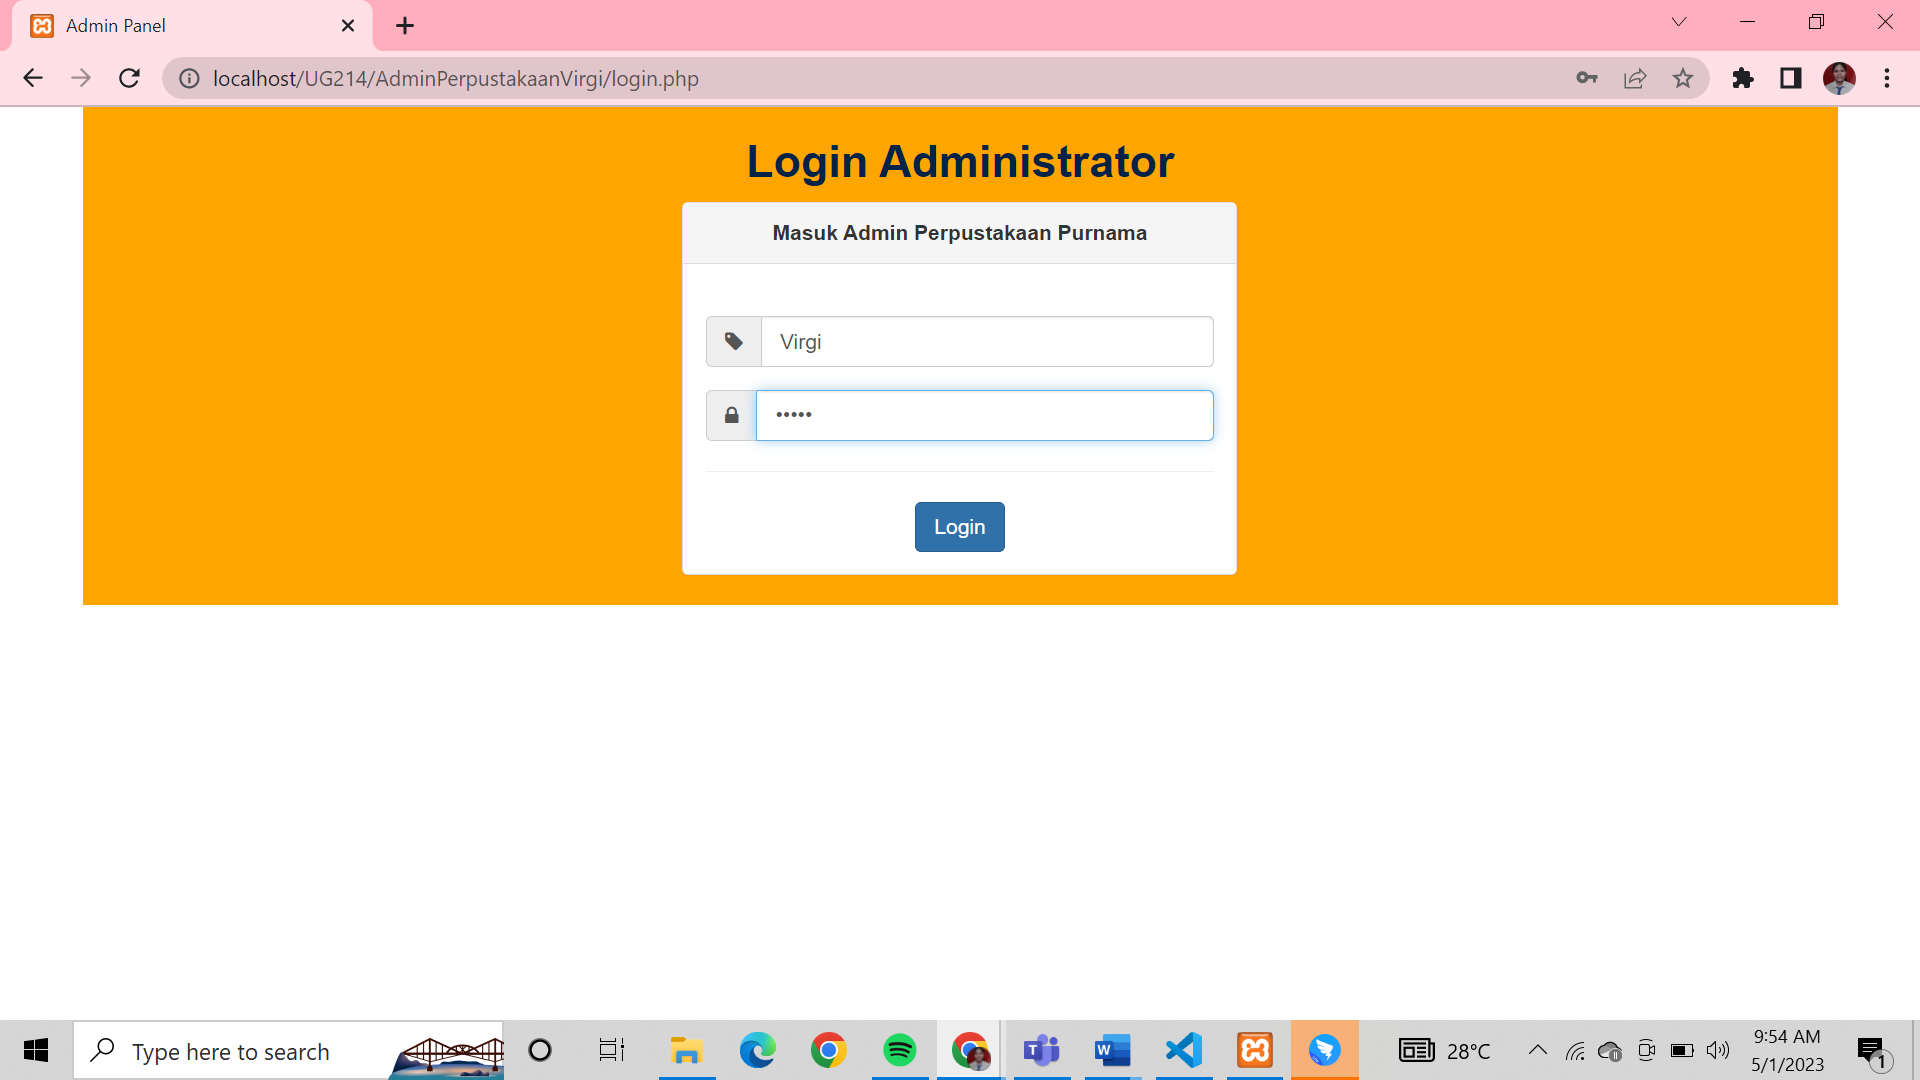 Admin Panel
localhost/UG214/AdminPerpustakaanVirgi/login.php
Login Administrator
Masuk Admin Perpustakaan Purnama
Virgi
•••••
Login
Type here to search
28°C
9:54 AM
5/1/2023
1